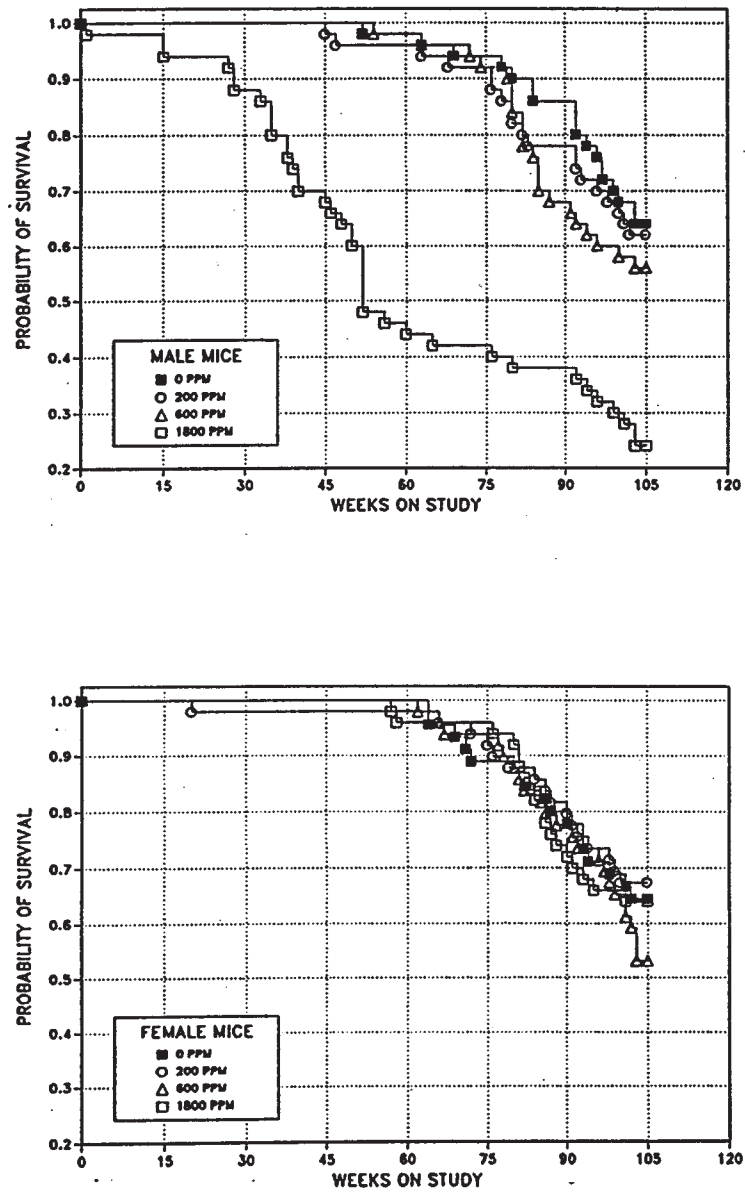 1.0
0.9
0.8
0.7
0.6
0.5
0.4
0.3
0.2
PROBABILITY OF SURVIVAL
MALE MICE
0 PPM
200 PPM
600 PPM
1800 PPM
0 15 30 45 60 75 90 105 120
WEEKS ON STUDY
1.0
0.9
0.8
0.7
0.6
0.5
0.4
0.3
0.2
PROBABILITY OF SURVIVAL
FEMALE MICE
0 PPM
200 PPM
600 PPM
1800 PPM
0 15 30 45 60 75 90 105 120
WEEKS ON STUDY